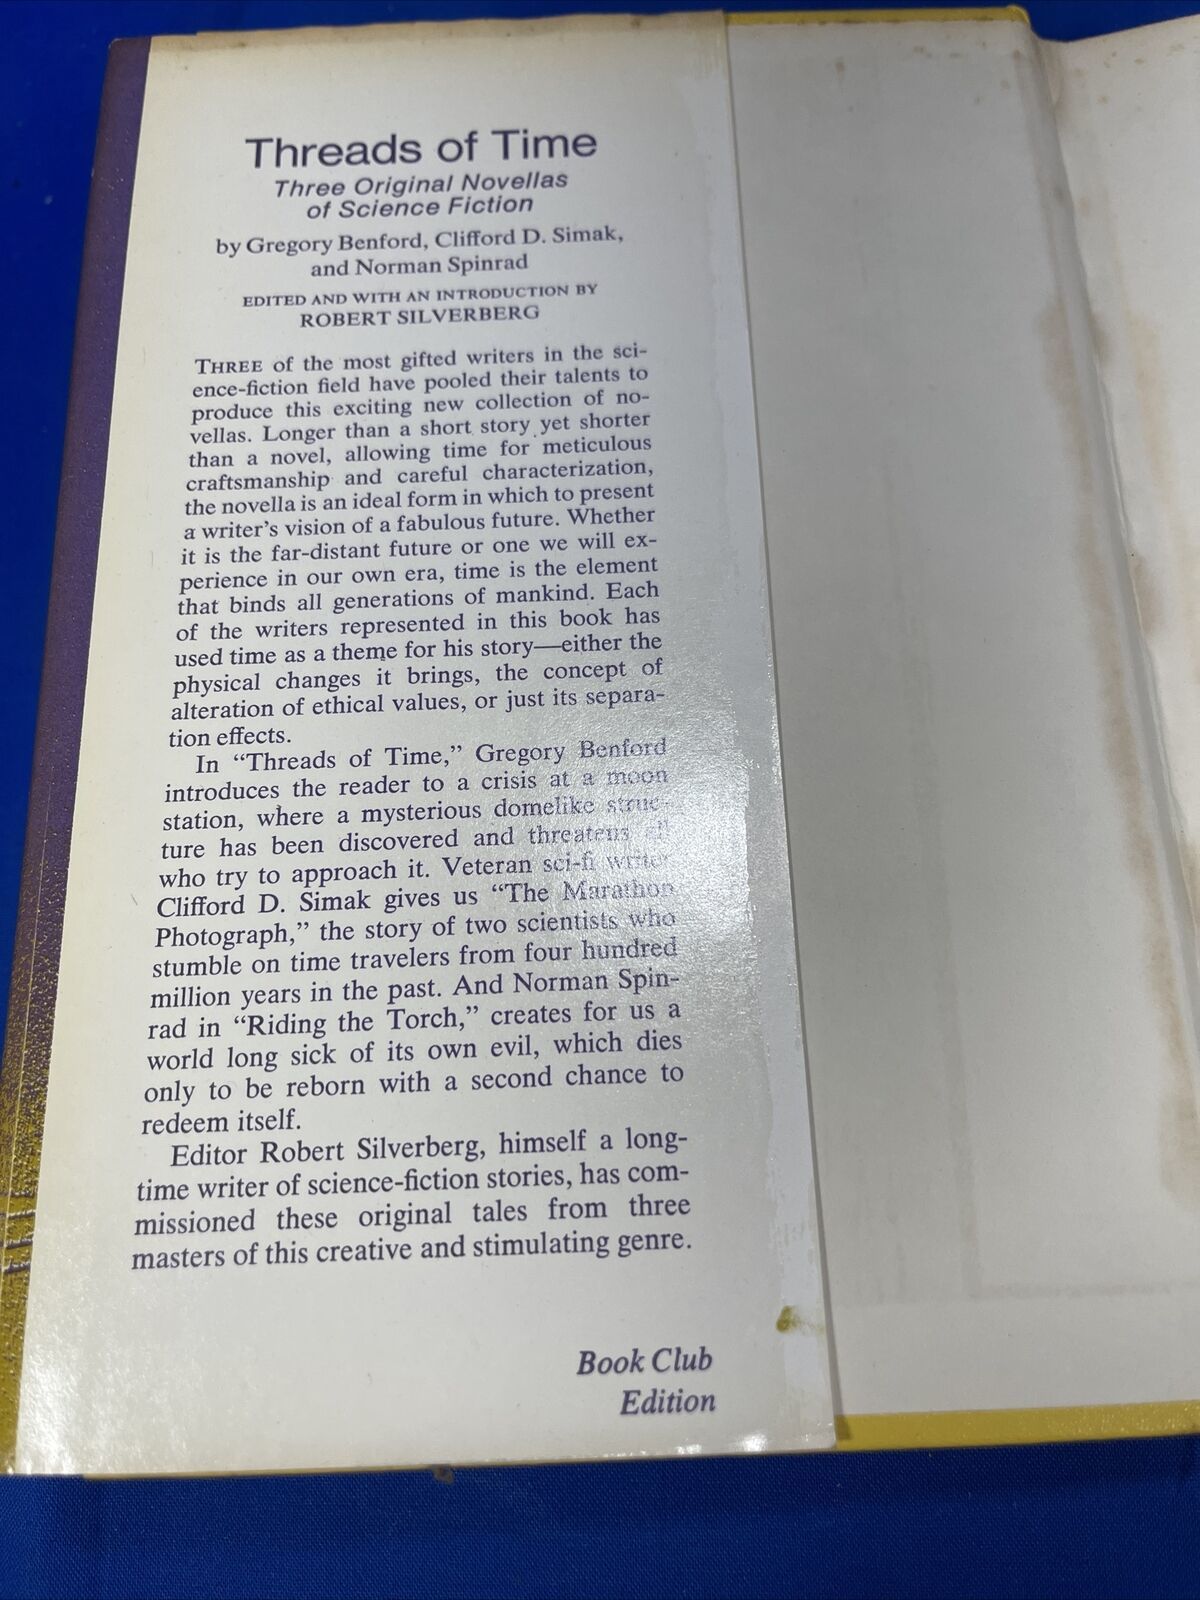 Threads of Time
Three Original Novellas
of Science Fiction
by Gregory Benford, Clifford D. Simak,
and Norman Spinrad
EDITED AND WITH AN INTRODUCTION BY
ROBERT SILVERBERG
THREE of the most gifted writers in the sci-
ence-fiction field have pooled their talents to
produce this exciting new collection of no-
vellas. Longer than a short story yet shorter
than a novel, allowing time for meticulous
craftsmanship and careful characterization,
the novella is an ideal form in which to present
a writer's vision of a fabulous future. Whether
it is the far-distant future or one we will ex-
perience in our own era, time is the element
that binds all generations of mankind. Each
of the writers represented in this book has
used time as a theme for his story—either the
physical changes it brings, the concept of
alteration of ethical values, or just its separa-
tion effects.
In “Threads of Time,” Gregory Benford
introduces the reader to a crisis at a moon
station, where a mysterious domelike struc-
ture has been discovered and threatens all
who try to approach it. Veteran sci-fi writer
Clifford D. Simak gives us “The Marathon
Photograph,” the story of two scientists who
stumble on time travelers from four hundred
million years in the past. And Norman Spin-
rad in “Riding the Torch,” creates for us a
world long sick of its own evil, which dies
only to be reborn with a second chance to
redeem itself.
Editor Robert Silverberg, himself a long-
time writer of science-fiction stories, has com-
missioned these original tales from three
masters of this creative and stimulating genre.
Book Club
Edition